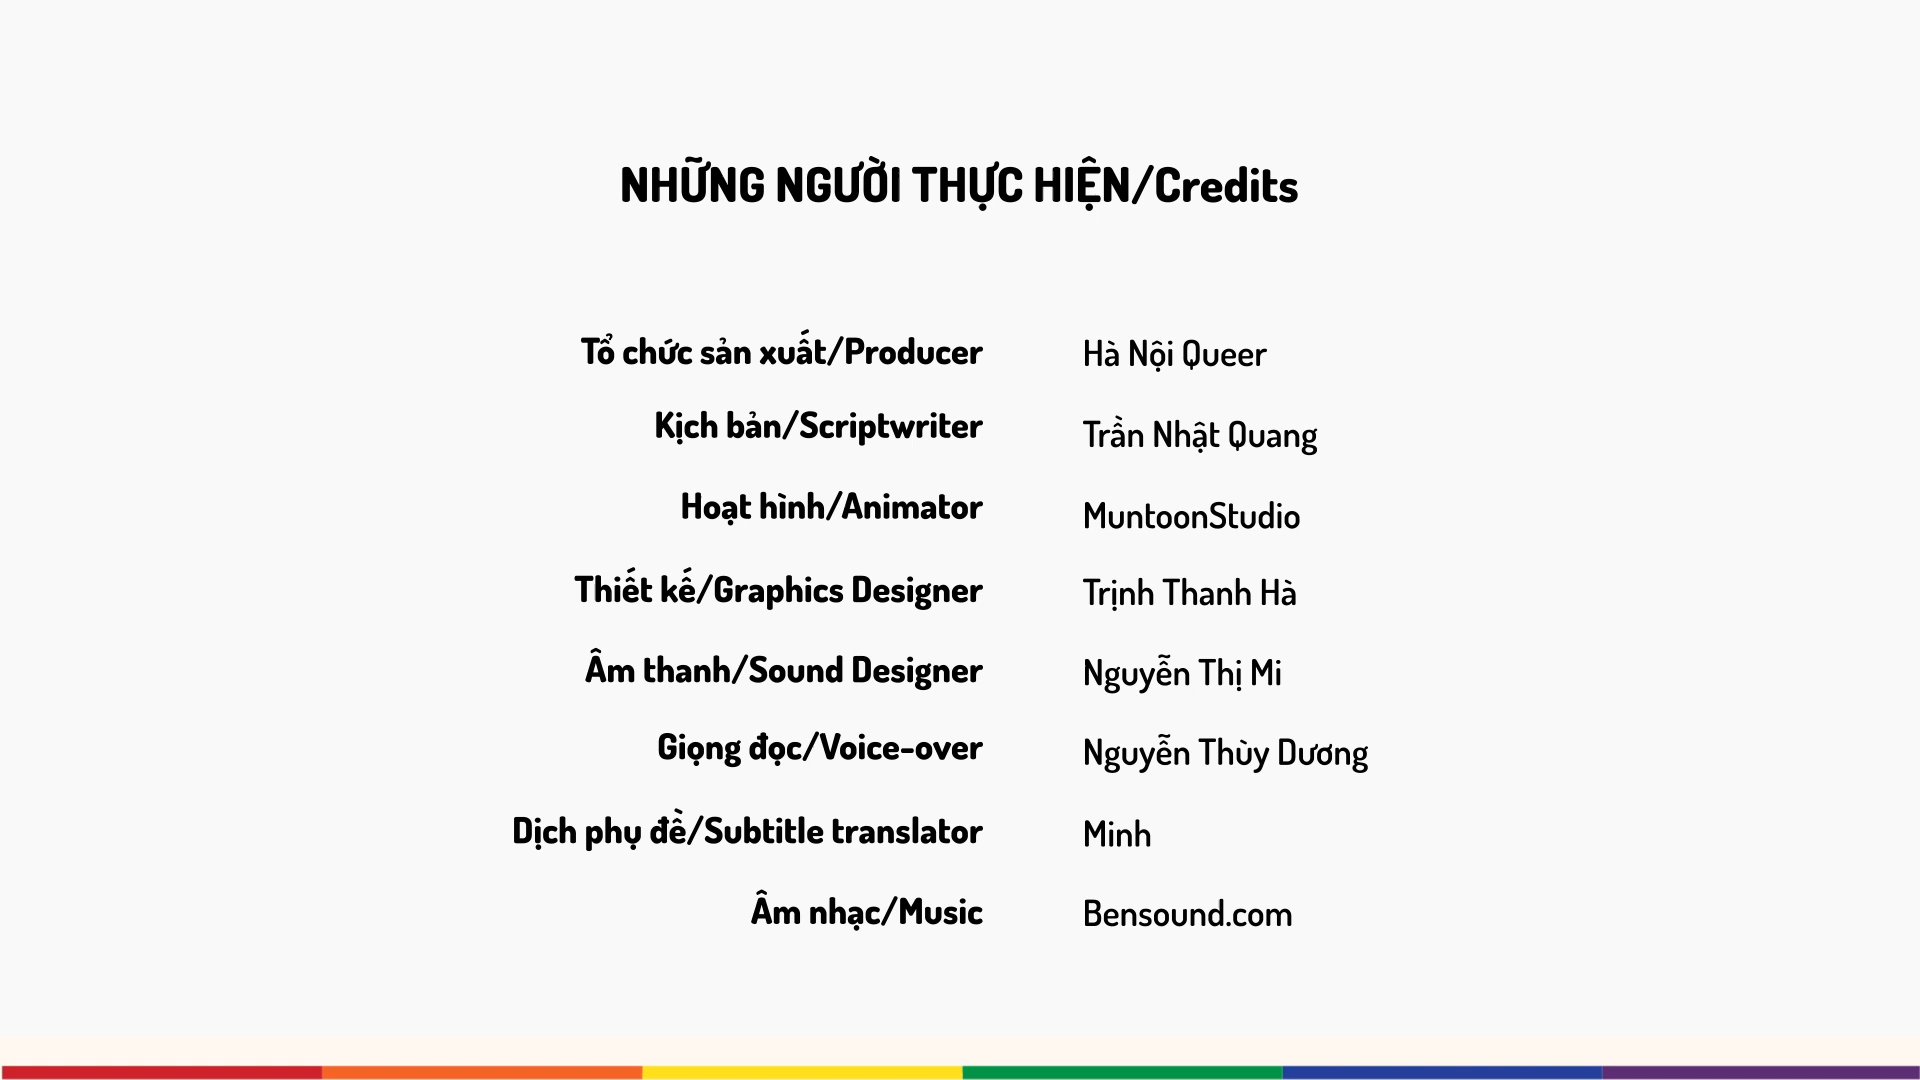 NHỮNG NGƯỜI THỰC HIỆN/Credits
Tổ chức sản xuất/Producer Hà Nội Queer
Kịch bản/Scriptwriter Trần Nhật Quang
Hoạt hình/Animator MuntoonStudio
Thiết kế/Graphics Designer Trịnh Thanh Hà
Âm thanh/Sound Designer Nguyễn Thị Mi
Giọng đọc/Voice-over Nguyễn Thùy Dương
Dịch phụ đề/Subtitle translator Minh
Âm nhạc/Music Bensound.com